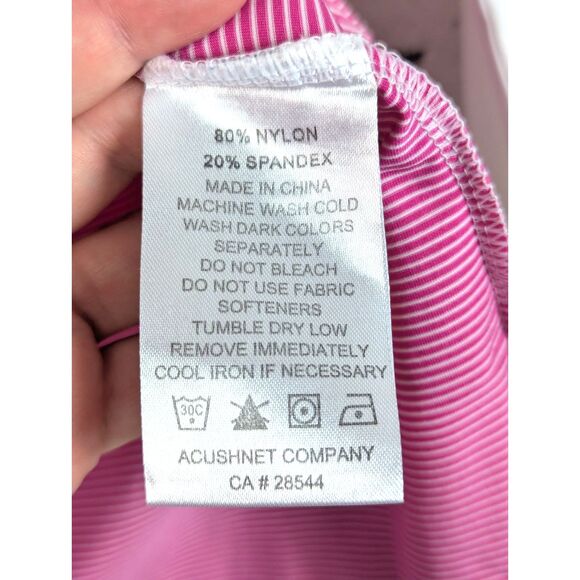 80% NYLON
20% SPANDEX
MADE IN CHINA
MACHINE WASH COLD
WASH DARK COLORS
SEPARATELY
DO NOT BLEACH
DO NOT USE FABRIC
SOFTENERS
TUMBLE DRY LOW
REMOVE IMMEDIATELY
COOL IRON IF NECESSARY
30C
ACUSHNET COMPANY
CA # 28544